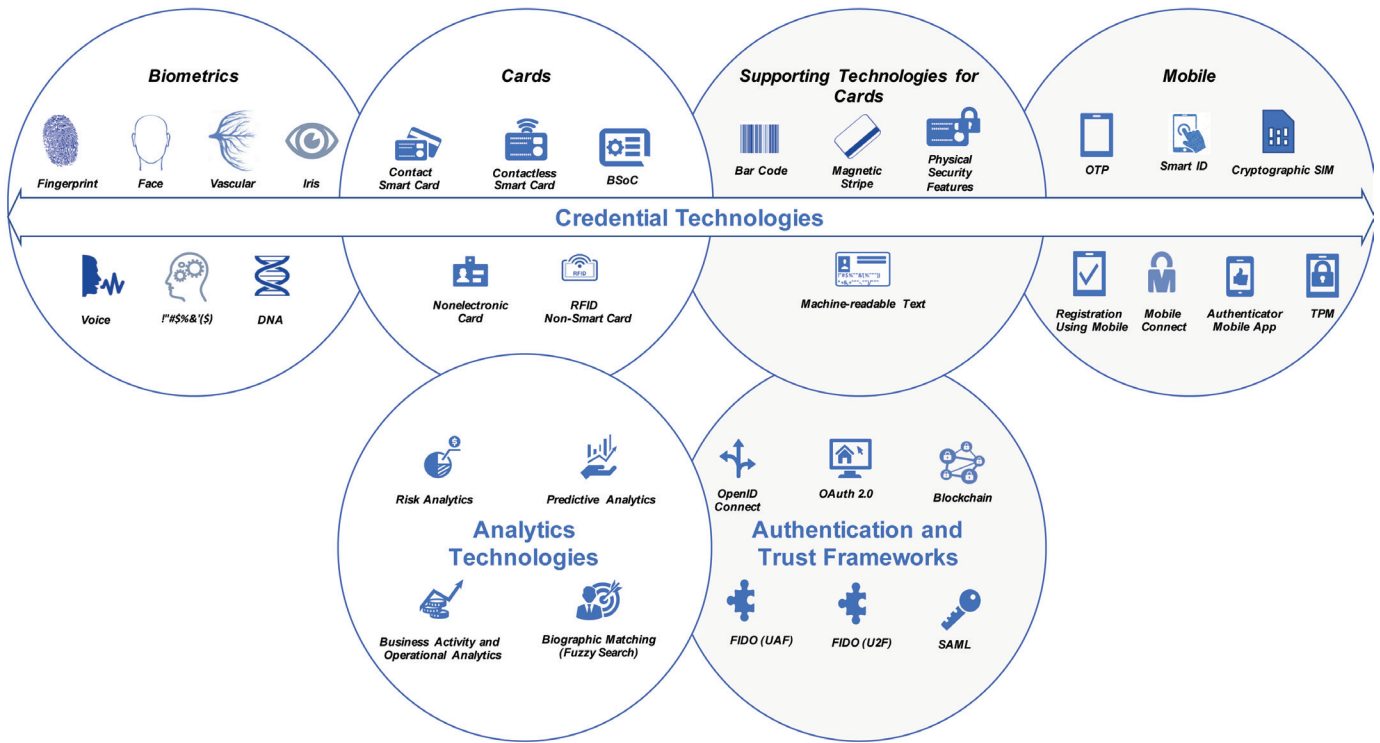 Biometrics
Fingerprint
Face
Vascular
Iris
Cards
Contact
Smart Card
Contactless
Smart Card
BSoC
Supporting Technologies for
Cards
Bar Code
Magnetic
Stripe
Physical
Security
Features
Mobile
OTP
Smart ID
Cryptographic SIM
Credential Technologies
Voice
!"#$%&'($)
DNA
Nonelectronic
Card
RFID
RFID
Non-Smart Card
Machine-readable Text
Registration
Using Mobile
M
Mobile
Connect
Authenticator
Mobile App
TPM
$
Risk Analytics
Predictive Analytics
Analytics
Technologies
Business Activity and
Operational Analytics
Biographic Matching
(Fuzzy Search)
OpenID
Connect
OAuth 2.0
Blockchain
Authentication and
Trust Frameworks
FIDO (UAF)
FIDO (U2F)
SAML